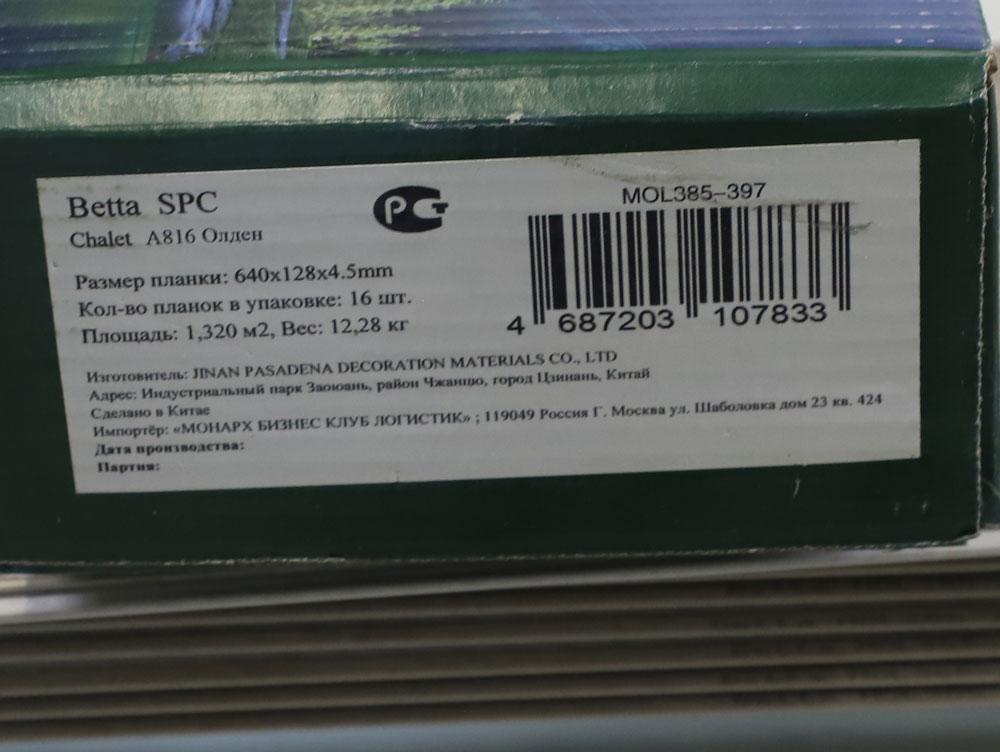 Betta SPC
Chalet A816 Олден
РСТ
MOL385-397
Размер планки: 640x128x4.5mm
Кол-во планок в упаковке: 16 шт.
Площадь: 1,320 м2, Вес: 12,28 кг
4 687203 107833
Изготовитель: JINAN PASADENA DECORATION MATERIALS CO., LTD
Адрес: Индустриальный парк Заоюань, район Чжанцю, город Цзинань, Китай
Сделано в Китае
Импортёр: «МОНАРХ БИЗНЕС КЛУБ ЛОГИСТИК» ; 119049 Россия Г. Москва ул. Шаболовка дом 23 кв. 424
Дата производства:
Партия: